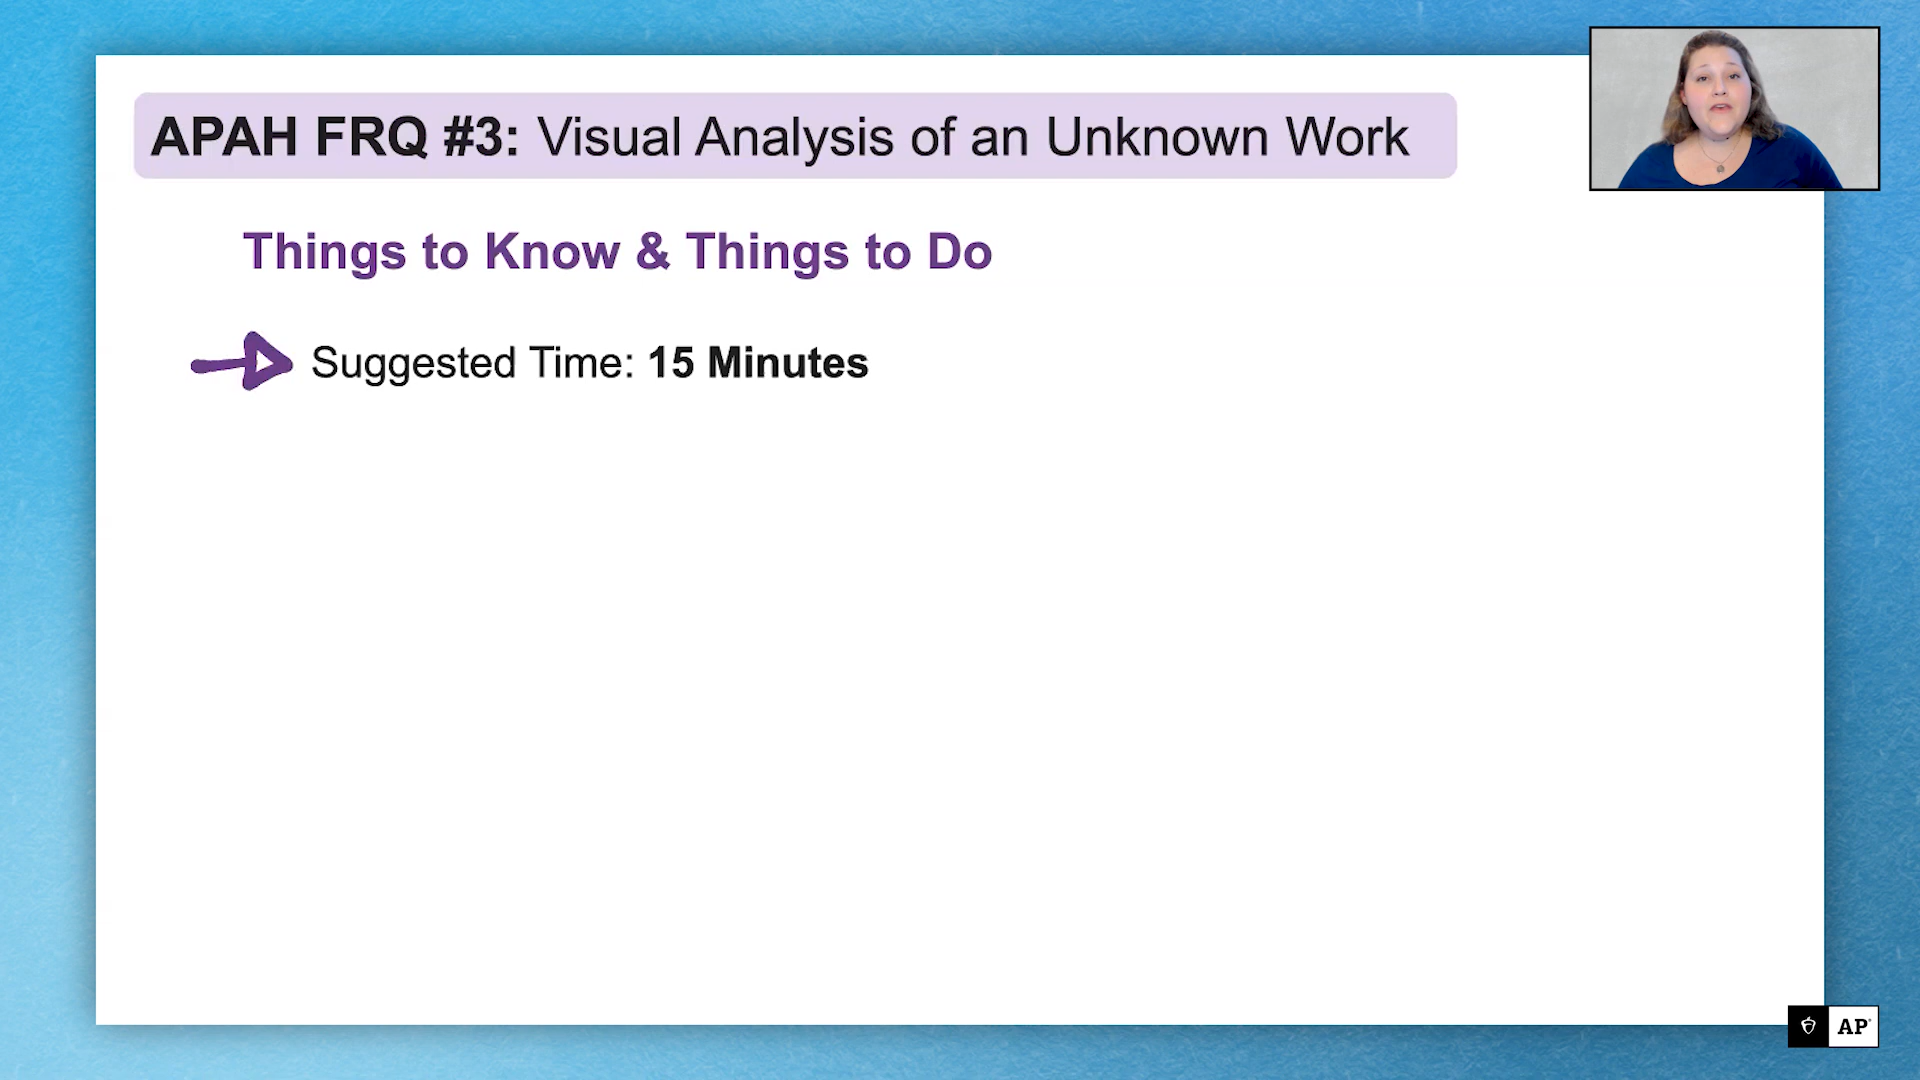 APAH FRQ #3: Visual Analysis of an Unknown Work
Things to Know & Things to Do
Suggested Time: 15 Minutes
AP